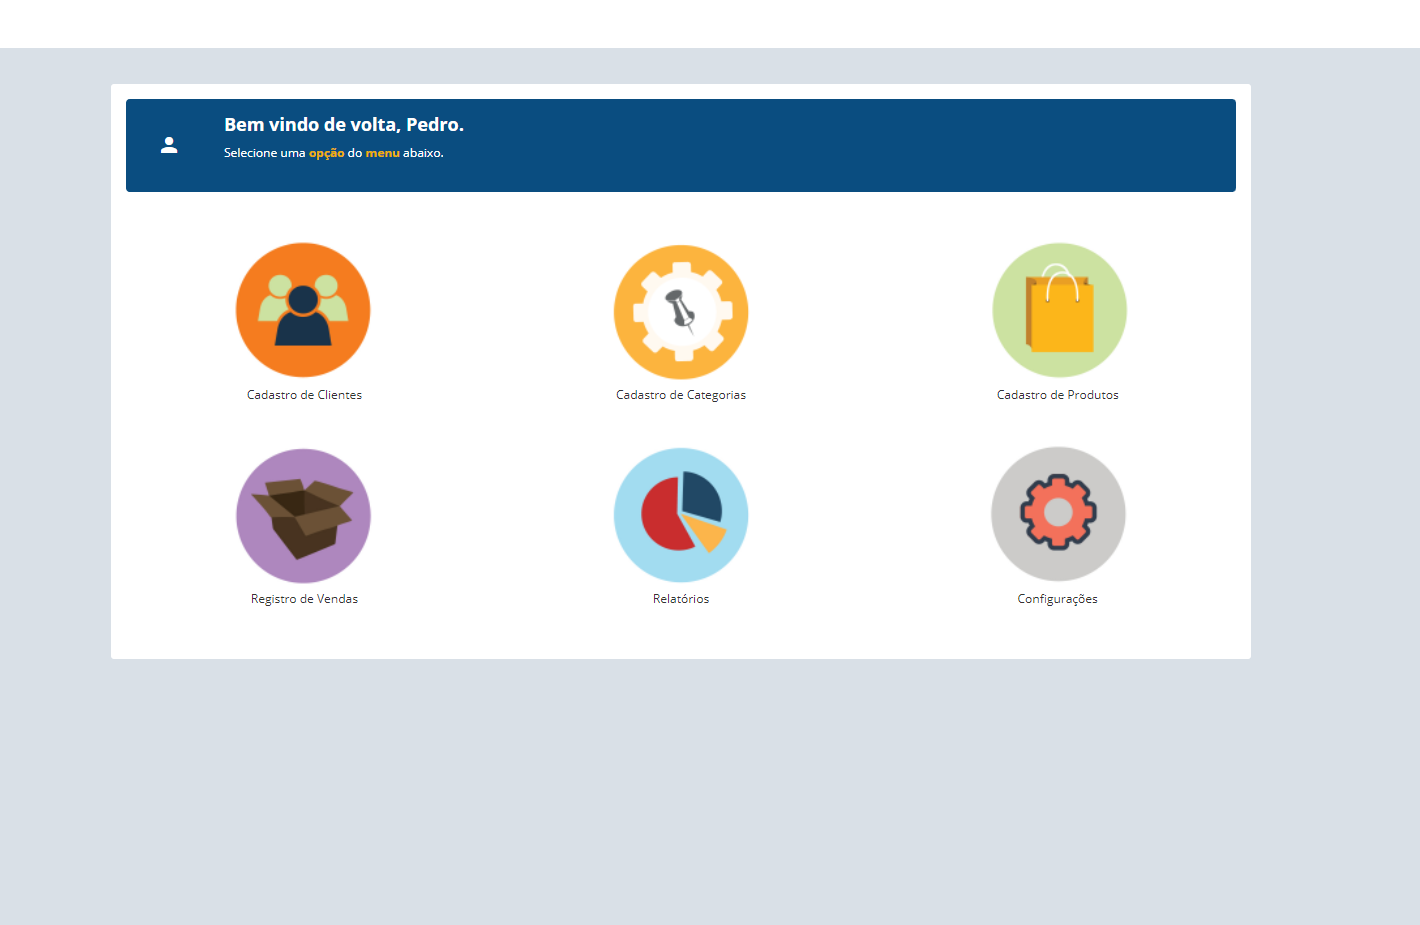 Bem vindo de volta, Pedro.
Selecione uma opção do menu abaixo.
Cadastro de Clientes
Cadastro de Categorias
Cadastro de Produtos
Registro de Vendas
Relatórios
Configurações